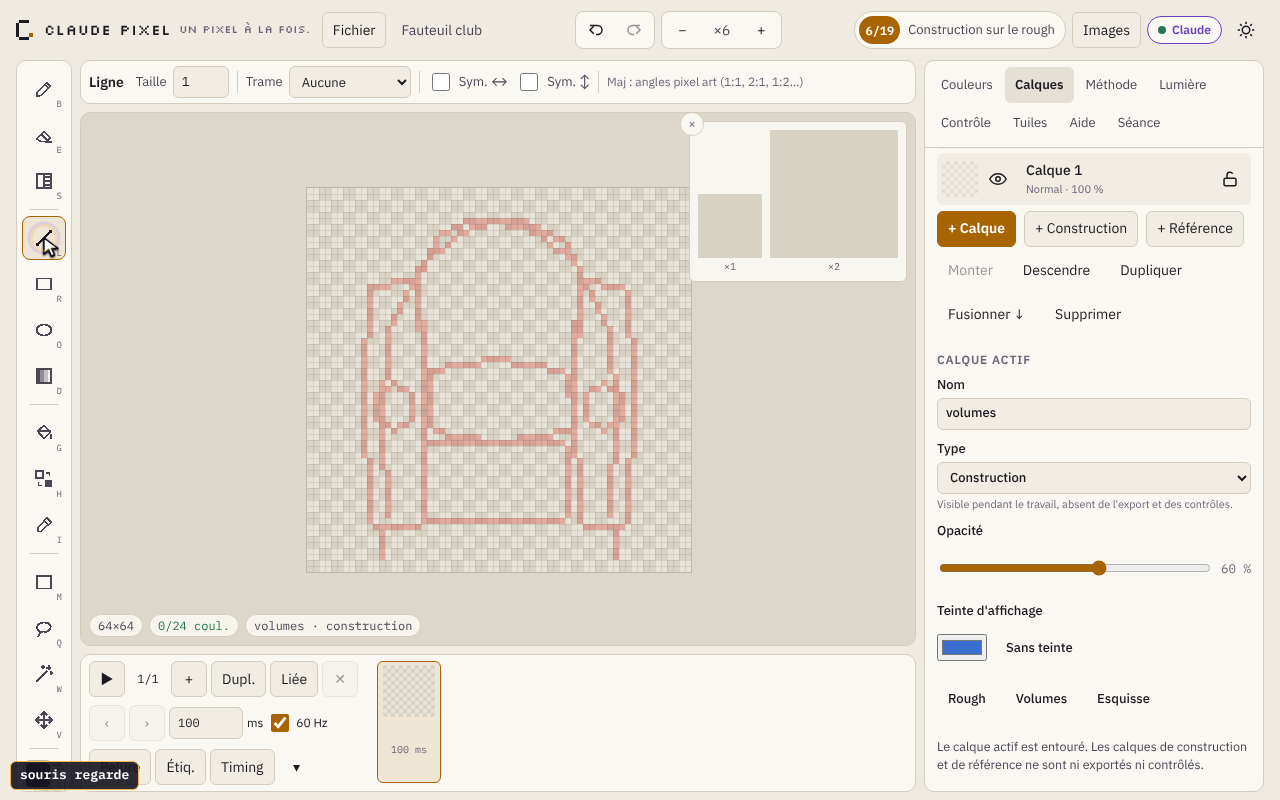 CLAUDE PIXEL UN PIXEL À LA FOIS. Fichier Fauteuil club − ×6 + 6/19 Construction sur le rough Images Claude
Ligne Taille 1 Trame Aucune Sym. ↔ Sym. ↕ Maj : angles pixel art (1:1, 2:1, 1:2…)
B
E
S
R
O
D
G
H
I
M
Q
W
V
×
×1 ×2
64×64 0/24 coul. volumes · construction
1/1 + Dupl. Liée ×
‹ › 100 ms 60 Hz
Étiq. Timing ▼
100 ms
souris regarde
Couleurs Calques Méthode Lumière
Contrôle Tuiles Aide Séance
Calque 1
Normal · 100 %
+ Calque + Construction + Référence
Monter Descendre Dupliquer
Fusionner ↓ Supprimer
CALQUE ACTIF
Nom
volumes
Type
Construction
Visible pendant le travail, absent de l'export et des contrôles.
Opacité
60 %
Teinte d'affichage
Sans teinte
Rough Volumes Esquisse
Le calque actif est entouré. Les calques de construction
et de référence ne sont ni exportés ni contrôlés.